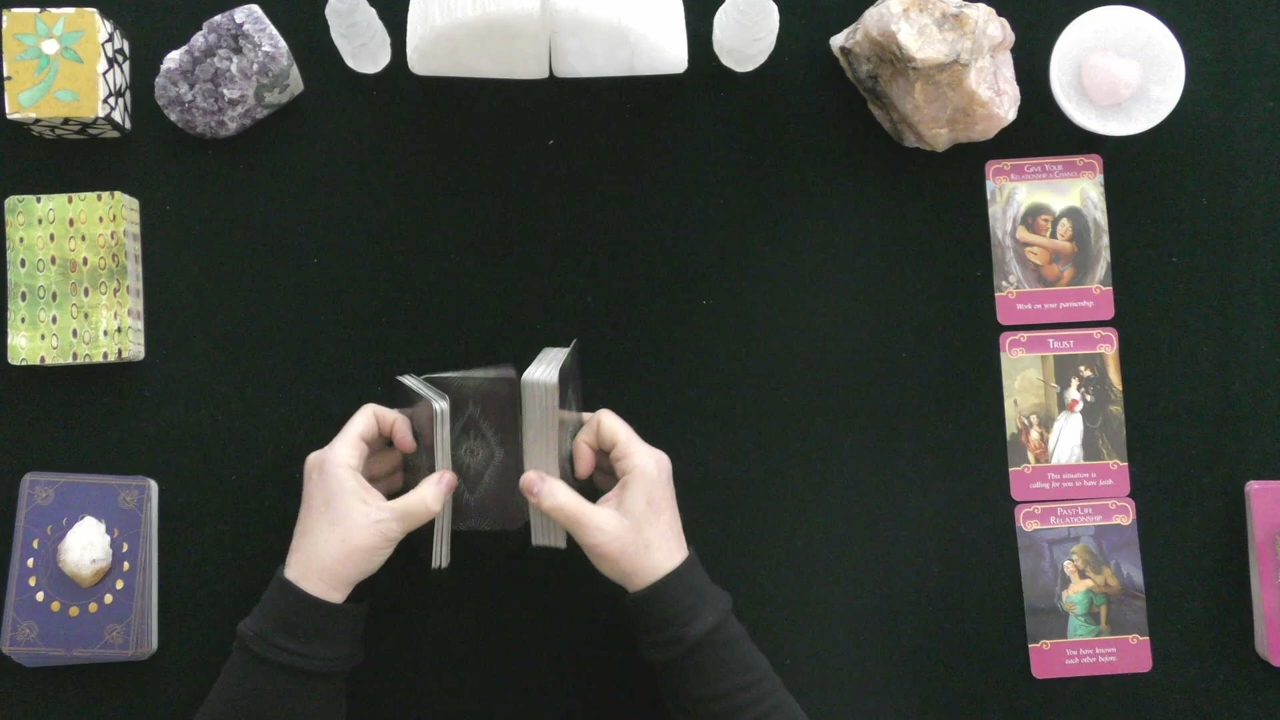 GIVE YOUR
RELATIONSHIP A CHANCE
Work on your partnership.
TRUST
This situation is
calling for you to have faith
PAST-LIFE
RELATIONSHIP
You have known
each other before.